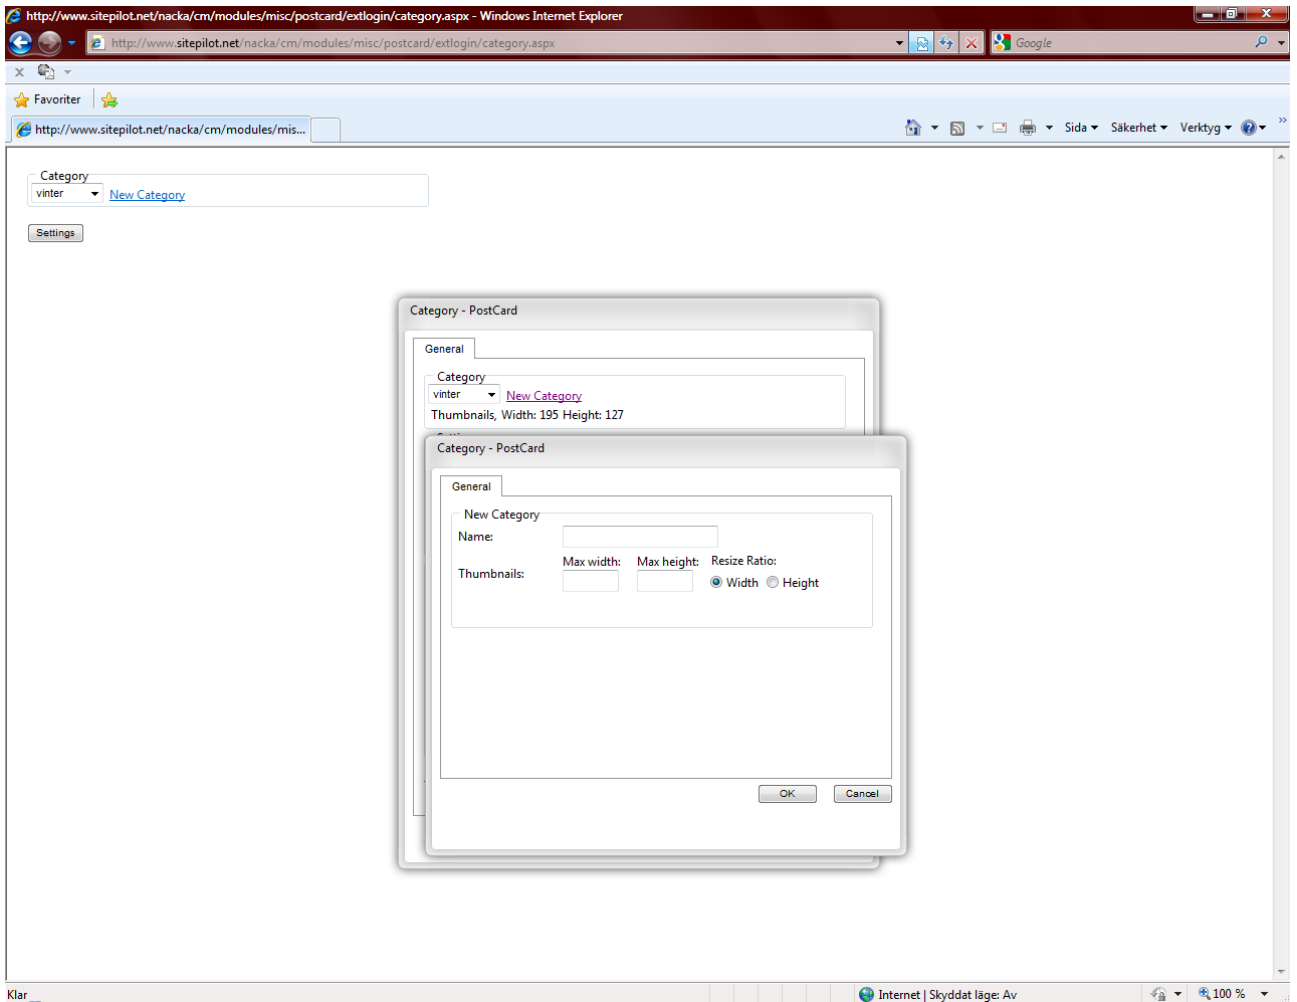 http://www.sitepilot.net/nacka/cm/modules/misc/postcard/extlogin/category.aspx - Windows Internet Explorer
http://www.sitepilot.net/nacka/cm/modules/misc/postcard/extlogin/category.aspx
Google
Favoriter
http://www.sitepilot.net/nacka/cm/modules/mis...
Sida Säkerhet Verktyg
Category
vinter New Category
Settings
Category - PostCard
General
Category
vinter New Category
Thumbnails, Width: 195 Height: 127
Category - PostCard
General
New Category
Name:
Max width: Max height: Resize Ratio:
Thumbnails:
Width Height
OK Cancel
Klar
Internet | Skyddat läge: Av
100 %